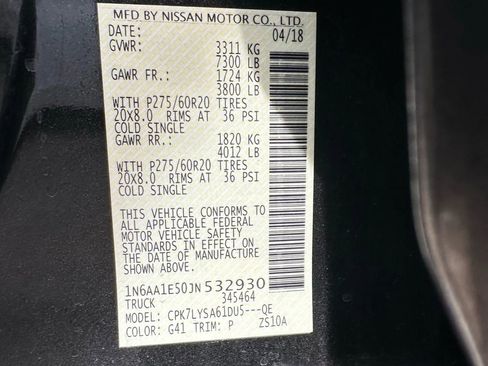 MFD BY NISSAN MOTOR CO., LTD.
DATE: 04/18
GVWR: 3311 KG
7300 LB
GAWR FR.: 1724 KG
3800 LB
WITH P275/60R20 TIRES
20X8.0 RIMS AT 36 PSI
COLD SINGLE
GAWR RR.: 1820 KG
4012 LB
WITH P275/60R20 TIRES
20X8.0 RIMS AT 36 PSI
COLD SINGLE
THIS VEHICLE CONFORMS TO
ALL APPLICABLE FEDERAL
MOTOR VEHICLE SAFETY
STANDARDS IN EFFECT ON
THE DATE OF MANUFACTURE
SHOWN ABOVE.
1N6AA1E50JN532930
TRUCK 345464
MODEL: CPK7LYSA61DU5---QE
COLOR: G41 TRIM: P ZS10A